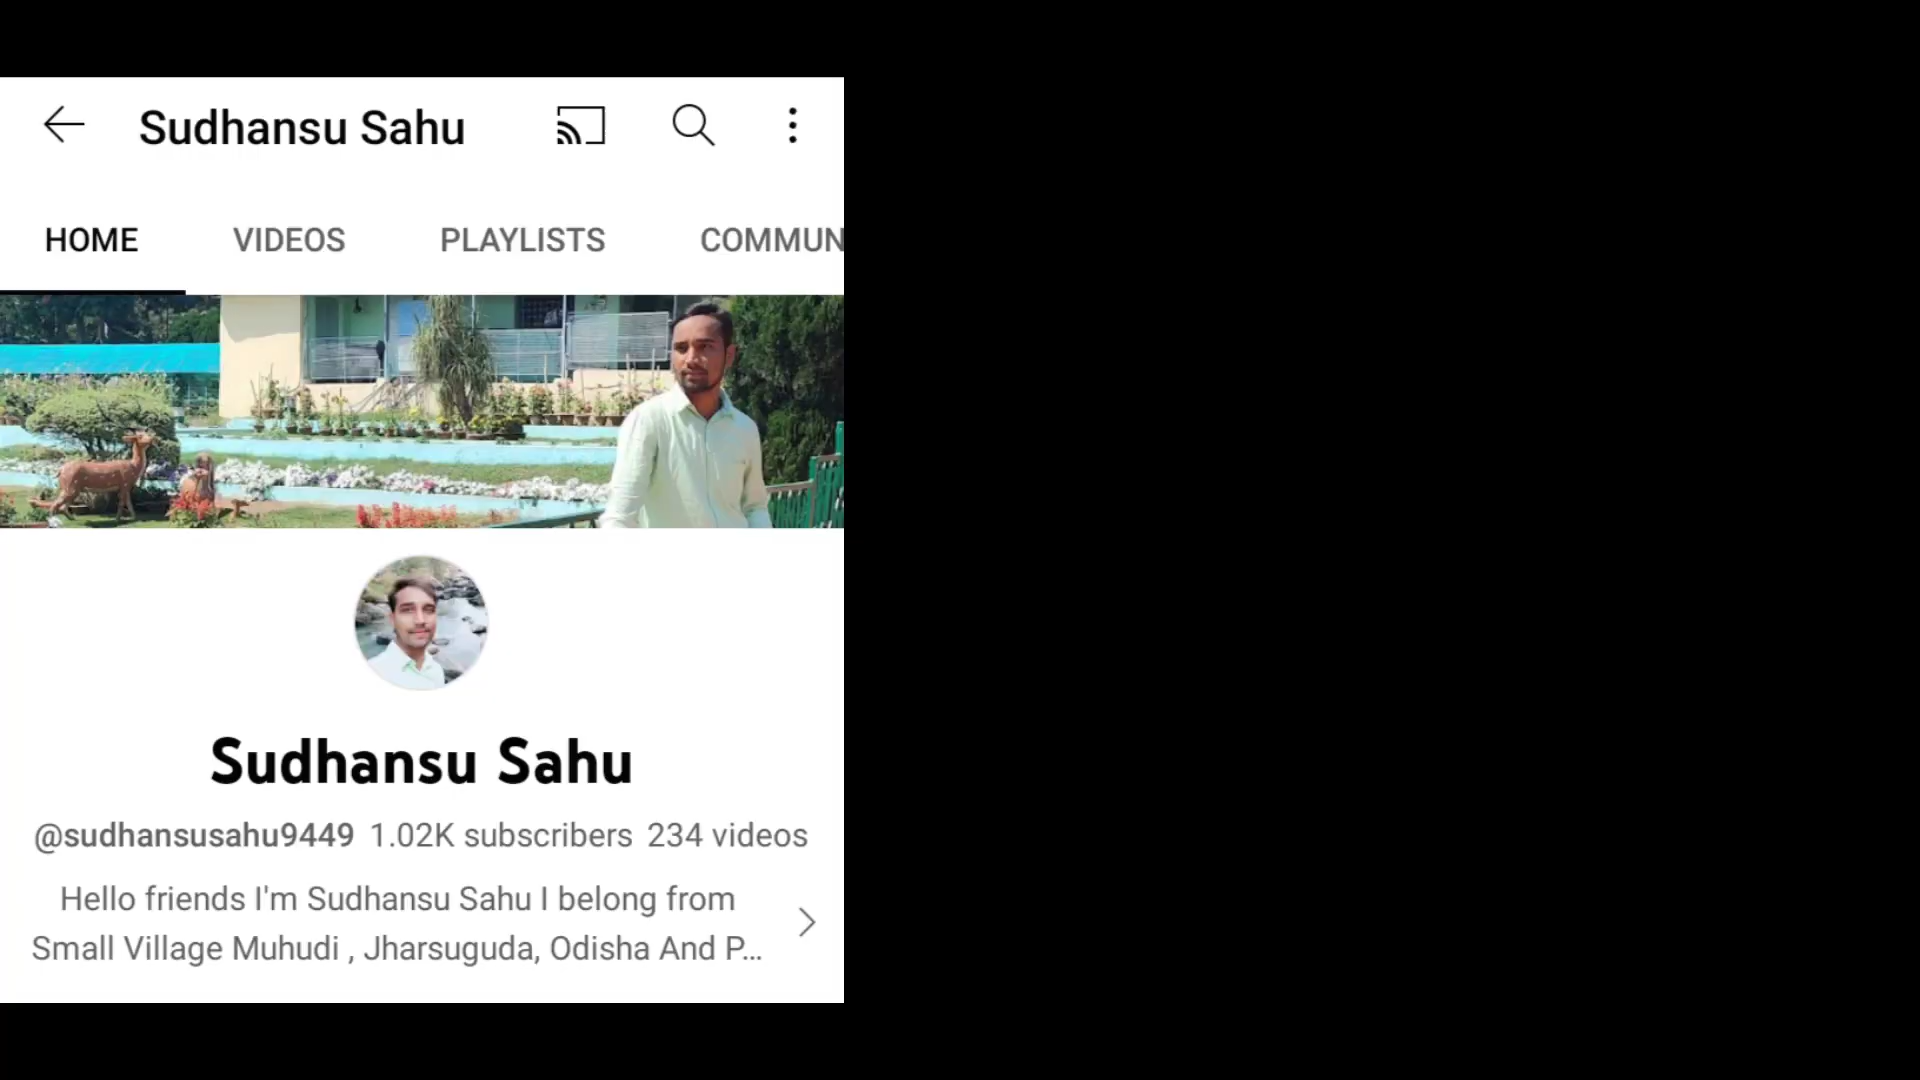 Sudhansu Sahu
HOME VIDEOS PLAYLISTS COMMUN
Sudhansu Sahu
@sudhansusahu9449 1.02K subscribers 234 videos
Hello friends I'm Sudhansu Sahu I belong from
Small Village Muhudi , Jharsuguda, Odisha And P...